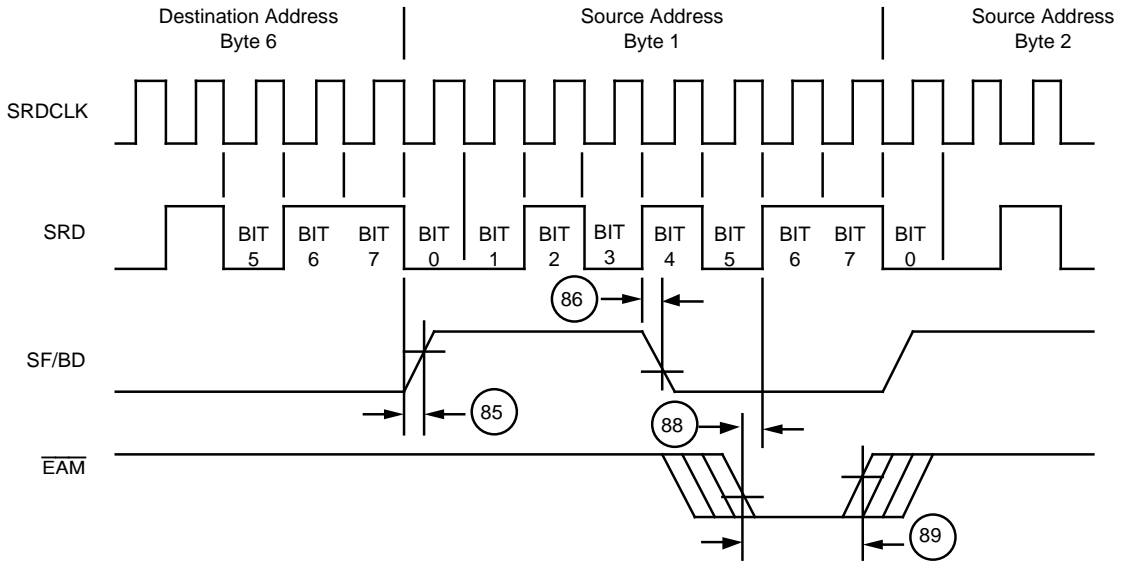 Destination Address
Byte 6
Source Address
Byte 1
Source Address
Byte 2
SRDCLK
SRD
BIT
5
BIT
6
BIT
7
BIT
0
BIT
1
BIT
2
BIT
3
BIT
4
BIT
5
BIT
6
BIT
7
BIT
0
86
SF/BD
85
88
EAM
89